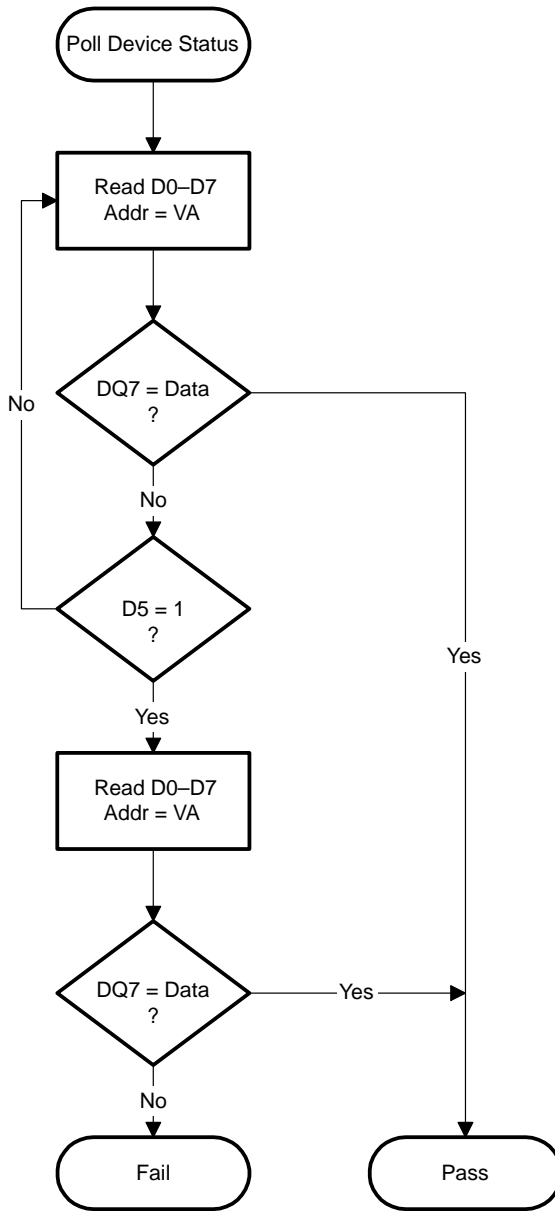 Poll Device Status
Read D0–D7
Addr = VA
DQ7 = Data
?
No
No
D5 = 1
?
Yes
Yes
Read D0–D7
Addr = VA
DQ7 = Data
?
Yes
No
Fail
Pass